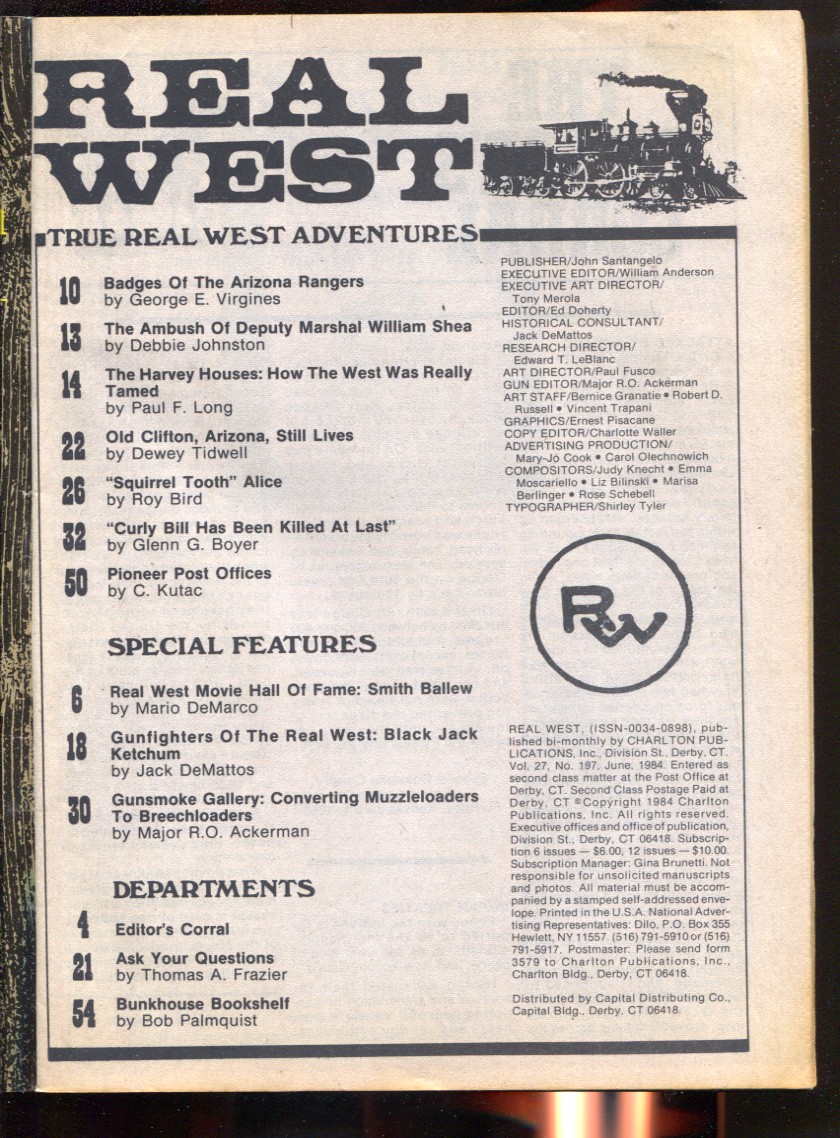 REAL
WEST
TRUE REAL WEST ADVENTURES
10 Badges Of The Arizona Rangers
by George E. Virgines
13 The Ambush Of Deputy Marshal William Shea
by Debbie Johnston
14 The Harvey Houses: How The West Was Really
Tamed
by Paul F. Long
22 Old Clifton, Arizona, Still Lives
by Dewey Tidwell
26 “Squirrel Tooth” Alice
by Roy Bird
32 “Curly Bill Has Been Killed At Last”
by Glenn G. Boyer
50 Pioneer Post Offices
by C. Kutac
SPECIAL FEATURES
6 Real West Movie Hall Of Fame: Smith Ballew
by Mario DeMarco
18 Gunfighters Of The Real West: Black Jack
Ketchum
by Jack DeMattos
30 Gunsmoke Gallery: Converting Muzzleloaders
To Breechloaders
by Major R.O. Ackerman
DEPARTMENTS
4 Editor's Corral
21 Ask Your Questions
by Thomas A. Frazier
54 Bunkhouse Bookshelf
by Bob Palmquist
PUBLISHER/John Santangelo
EXECUTIVE EDITOR/William Anderson
EXECUTIVE ART DIRECTOR/
Tony Merola
EDITOR/Ed Doherty
HISTORICAL CONSULTANT/
Jack DeMattos
RESEARCH DIRECTOR/
Edward T. LeBlanc
ART DIRECTOR/Paul Fusco
GUN EDITOR/Major R.O. Ackerman
ART STAFF/Bernice Granatie • Robert D.
Russell • Vincent Trapani
GRAPHICS/Ernest Pisacane
COPY EDITOR/Charlotte Waller
ADVERTISING PRODUCTION/
Mary-Jo Cook • Carol Olechnowich
COMPOSITORS/Judy Knecht • Emma
Moscariello • Liz Bilinski • Marisa
Berlinger • Rose Schebell
TYPOGRAPHER/Shirley Tyler
RW
REAL WEST, (ISSN-0034-0898), pub-
lished bi-monthly by CHARLTON PUB-
LICATIONS, Inc., Division St., Derby, CT.
Vol. 27, No. 197, June, 1984. Entered as
second class matter at the Post Office at
Derby, CT. Second Class Postage Paid at
Derby, CT ©Copyright 1984 Charlton
Publications, Inc. All rights reserved.
Executive offices and office of publication,
Division St., Derby, CT 06418. Subscrip-
tion 6 issues — $6.00, 12 issues — $10.00.
Subscription Manager: Gina Brunetti. Not
responsible for unsolicited manuscripts
and photos. All material must be accom-
panied by a stamped self-addressed enve-
lope. Printed in the U.S.A. National Adver-
tising Representatives: Dilo, P.O. Box 355
Hewlett, NY 11557. (516) 791-5910 or (516)
791-5917. Postmaster: Please send form
3579 to Charlton Publications, Inc.,
Charlton Bldg., Derby, CT 06418.
Distributed by Capital Distributing Co.,
Capital Bldg., Derby, CT 06418.